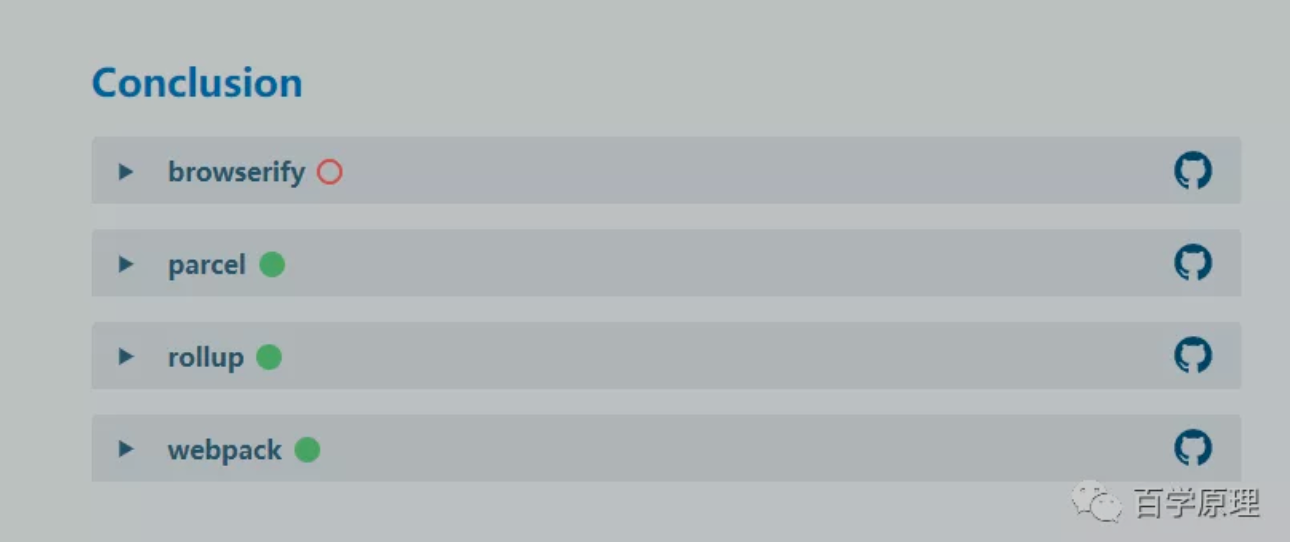 Conclusion
browserify
parcel
rollup
webpack
百学原理